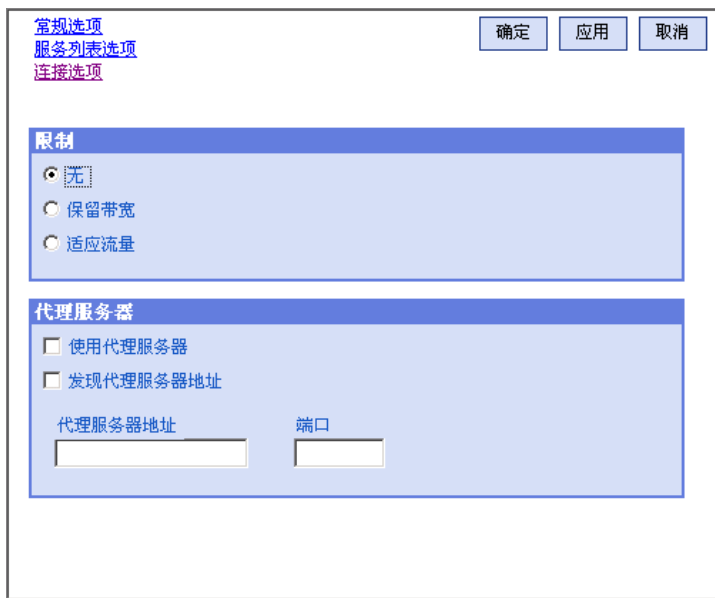 常规选项
服务列表选项
连接选项
确定 应用 取消
限制
无
保留带宽
适应流量
代理服务器
使用代理服务器
发现代理服务器地址
代理服务器地址 端口